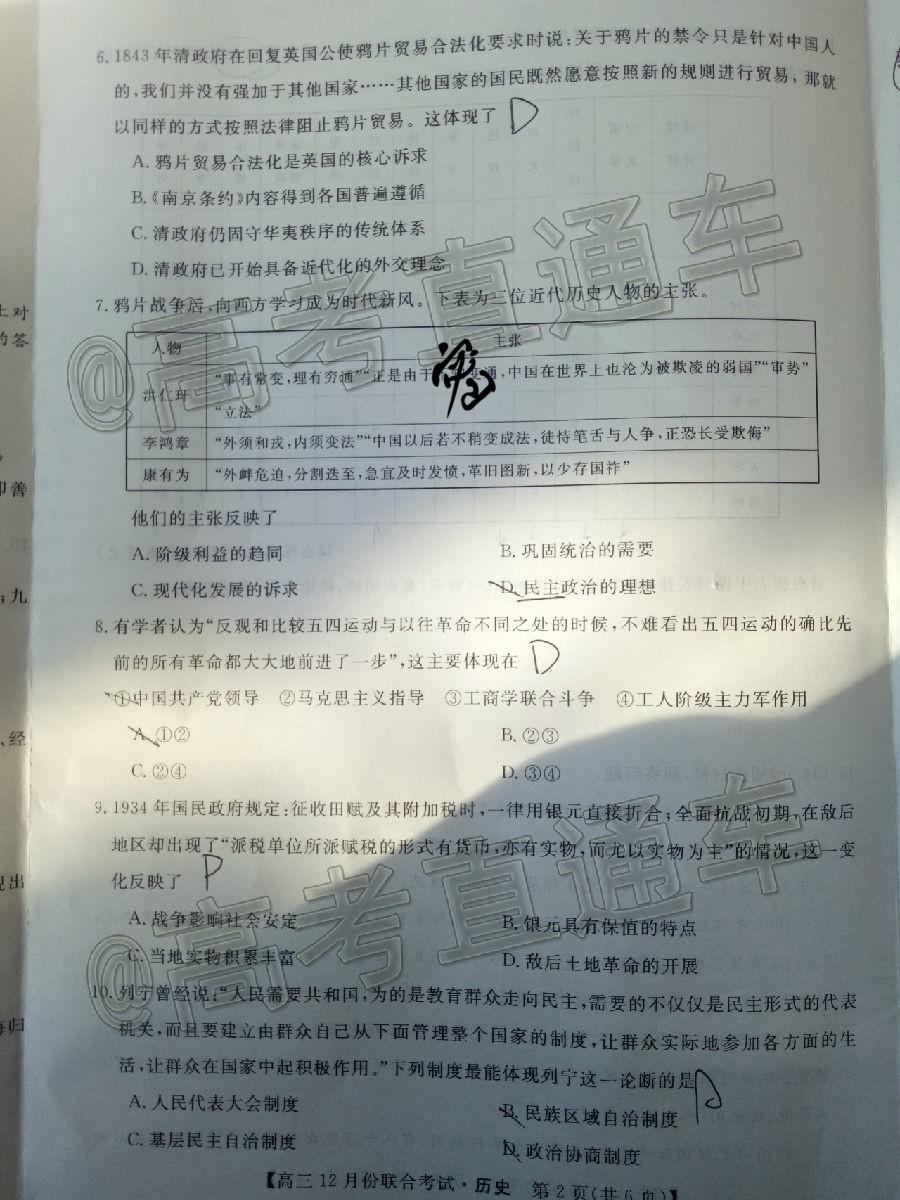 6. 1843 年清政府在回复英国公使鸦片贸易合法化要求时说：关于鸦片的禁令只是针对中国人
的，我们并没有强加于其他国家……其他国家的国民既然愿意按照新的规则进行贸易，那就
以同样的方式按照法律阻止鸦片贸易。这体现了 D
A. 鸦片贸易合法化是英国的核心诉求
B.《南京条约》内容得到各国普遍遵循
C. 清政府仍固守华夷秩序的传统体系
D. 清政府已开始具备近代化的外交理念
7. 鸦片战争后，向西方学习成为时代新风。下表为三位近代历史人物的主张。
人物 主张
洪仁玕 “事有常变，理有穷通”“正是由于 变通，中国在世界上也沦为被欺凌的弱国”“审势”
“立法”
李鸿章 “外须和戎，内须变法”“中国以后若不稍变成法，徒恃笔舌与人争，正恐长受欺侮”
康有为 “外衅危迫，分割迭至，急宜及时发愤，革旧图新，以少存国祚”
他们的主张反映了
A. 阶级利益的趋同 B. 巩固统治的需要
C. 现代化发展的诉求 D. 民主政治的理想
8. 有学者认为“反观和比较五四运动与以往革命不同之处的时候，不难看出五四运动的确比先
前的所有革命都大大地前进了一步”，这主要体现在 D
①中国共产党领导 ②马克思主义指导 ③工商学联合斗争 ④工人阶级主力军作用
A. ①② B. ②③
C. ②④ D. ③④
9. 1934 年国民政府规定：征收田赋及其附加税时，一律用银元直接折合；全面抗战初期，在敌后
地区却出现了“派税单位所派赋税的形式有货币，亦有实物，而尤以实物为主”的情况，这一变
化反映了
A. 战争影响社会安定 B. 银元具有保值的特点
C. 当地实物积累丰富 D. 敌后土地革命的开展
10. 列宁曾经说：“人民需要共和国，为的是教育群众走向民主，需要的不仅仅是民主形式的代表
机关，而且要建立由群众自己从下面管理整个国家的制度，让群众实际地参加各方面的生
活，让群众在国家中起积极作用。”下列制度最能体现列宁这一论断的是 A
A. 人民代表大会制度 B. 民族区域自治制度
C. 基层民主自治制度 D. 政治协商制度
【高三 12 月份联合考试·历史 第 2 页（共 6 页）】
@高考直通车
@高考直通车
上对
的答
即善
；九
、经
现出
海归